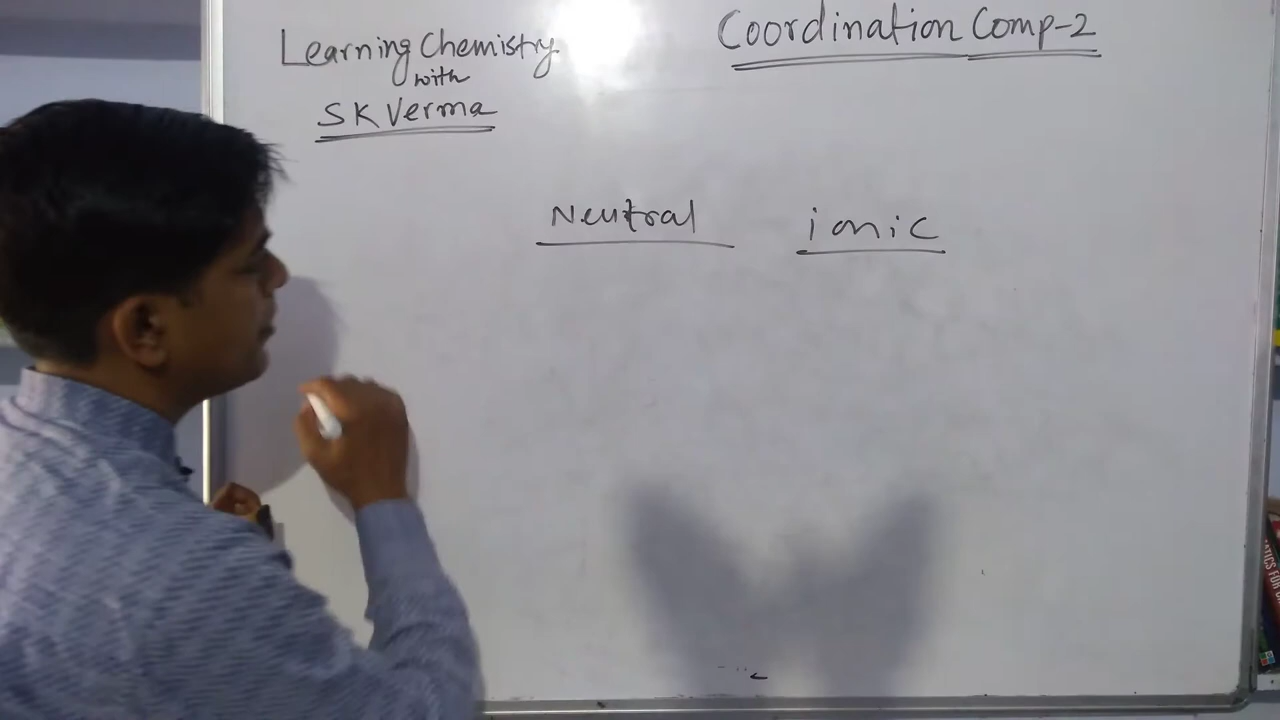 Learning Chemistry
with
SK Verma
Coordination Comp-2
Neutral ionic